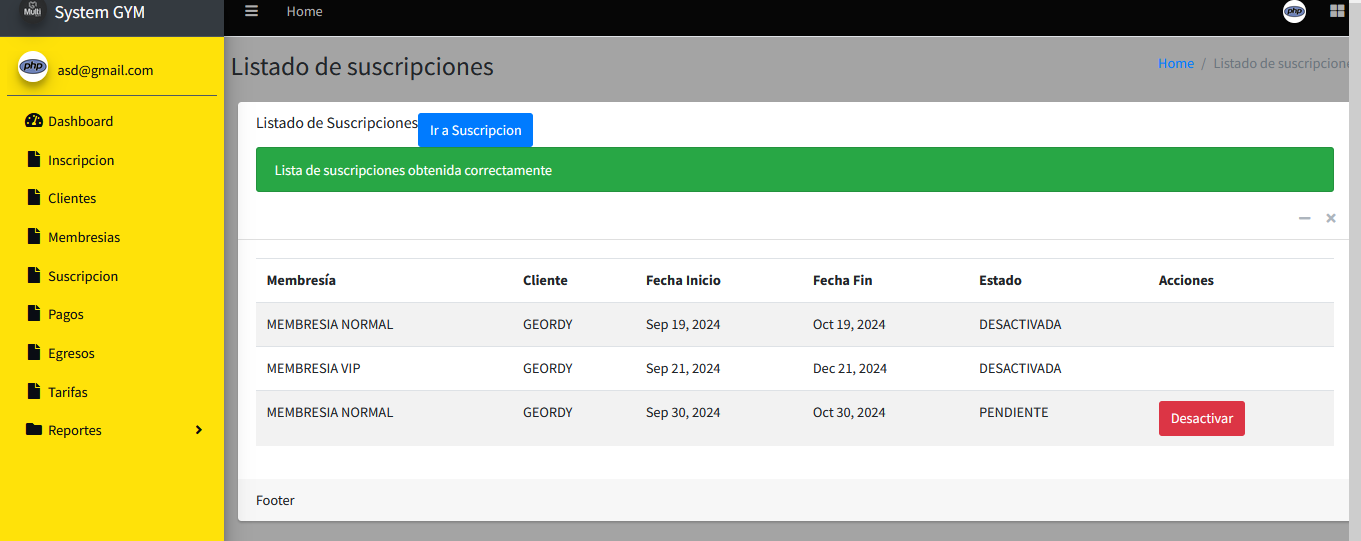 Multi
System GYM
Home
php
php
asd@gmail.com
Listado de suscripciones
Home / Listado de suscripcione
Dashboard
Inscripcion
Clientes
Membresias
Suscripcion
Pagos
Egresos
Tarifas
Reportes
Listado de Suscripciones Ir a Suscripcion
Lista de suscripciones obtenida correctamente
Membresía Cliente Fecha Inicio Fecha Fin Estado Acciones
MEMBRESIA NORMAL GEORDY Sep 19, 2024 Oct 19, 2024 DESACTIVADA
MEMBRESIA VIP GEORDY Sep 21, 2024 Dec 21, 2024 DESACTIVADA
MEMBRESIA NORMAL GEORDY Sep 30, 2024 Oct 30, 2024 PENDIENTE Desactivar
Footer